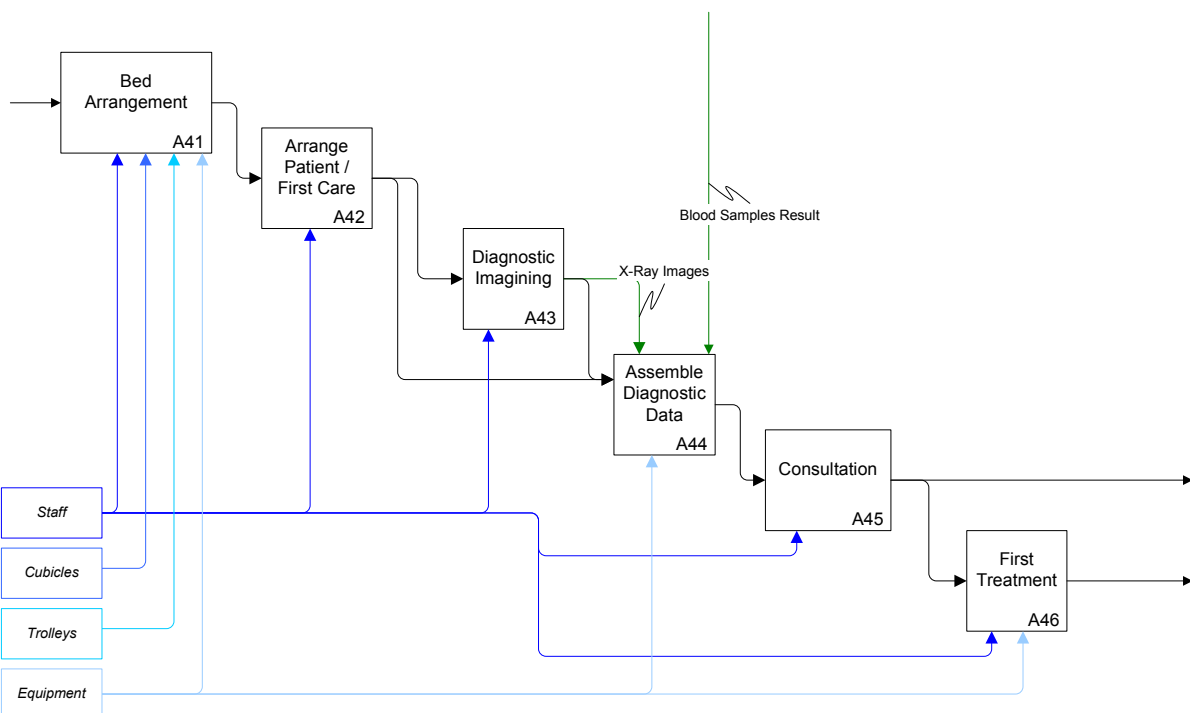 Bed
Arrangement
A41
Arrange
Patient /
First Care
A42
Blood Samples Result
Diagnostic
Imagining
A43
X-Ray Images
Assemble
Diagnostic
Data
A44
Consultation
A45
First
Treatment
A46
Staff
Cubicles
Trolleys
Equipment